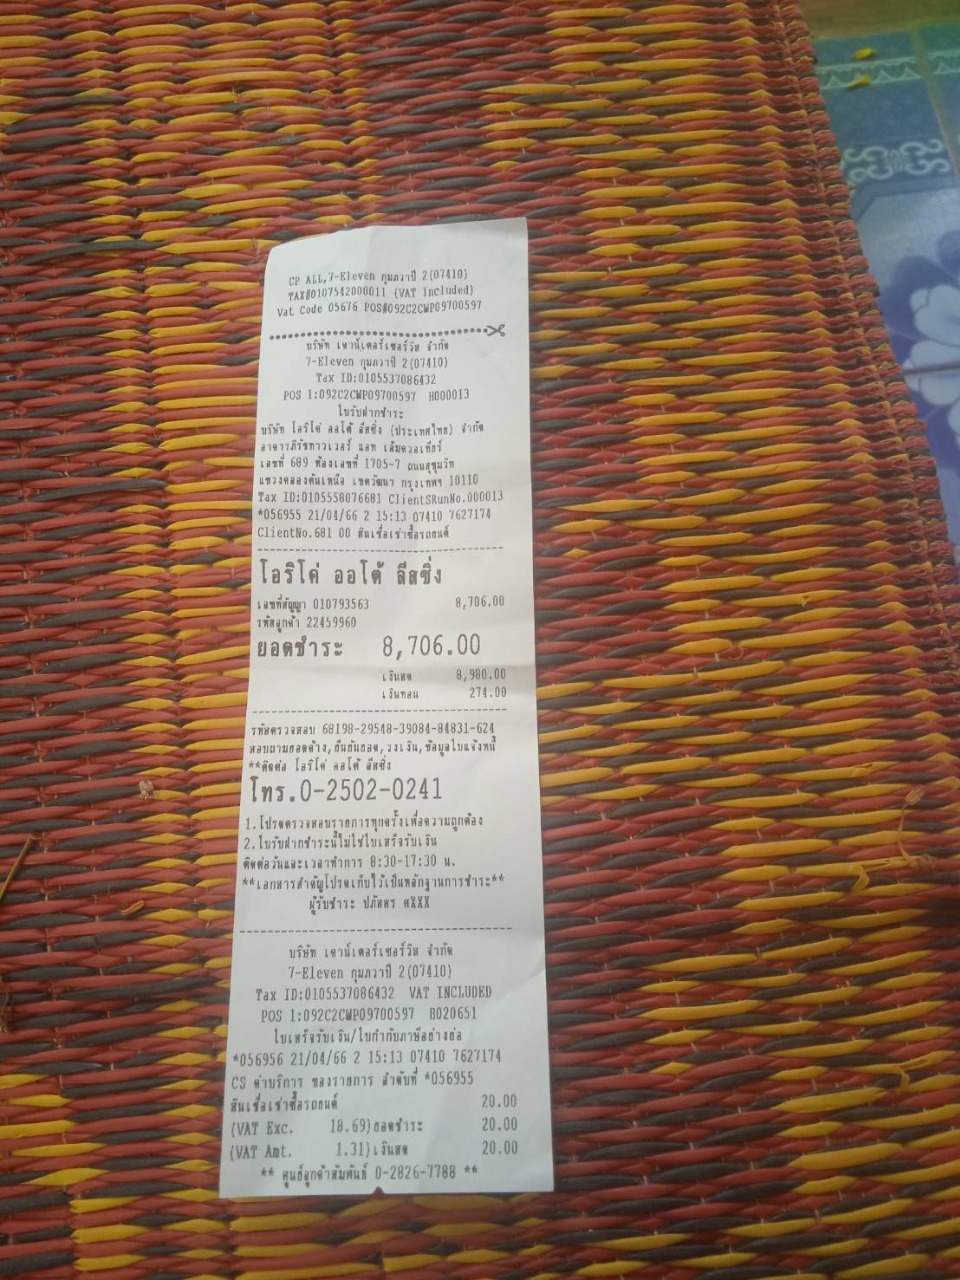 CP ALL,7-Eleven กุมภวาปี 2(07410)
TAX#0107542000011 (VAT Included)
Vat Code 05676 POS#092C2CWP09700597
บริษัท เคาน์เตอร์เซอร์วิส จำกัด
7-Eleven กุมภวาปี 2(07410)
Tax ID:0105537086432
POS 1:092C2CWP09700597 H000013
ใบรับฝากชำระ
บริษัท โอริโค่ ออโต้ ลีสซิ่ง (ประเทศไทย) จำกัด
อาคารภิรัชทาวเวอร์ แอท เอ็มควอเทียร์
เลขที่ 689 ห้องเลขที่ 1705-7 ถนนสุขุมวิท
แขวงคลองตันเหนือ เขตวัฒนา กรุงเทพฯ 10110
Tax ID:0105558076681 ClientSRunNo.000013
*056955 21/04/66 2 15:13 07410 7627174
ClientNo.681 00 สินเชื่อเช่าซื้อรถยนต์
โอริโค่ ออโต้ ลีสซิ่ง
เลขที่สัญญา 010793563 8,706.00
รหัสลูกค้า 22459960
ยอดชำระ 8,706.00
เงินสด 8,980.00
เงินทอน 274.00
รหัสตรวจสอบ 68198-29548-39084-84831-624
สอบถามยอดค้าง,ยืนยันยอด,วงเงิน,ข้อมูลใบแจ้งหนี้
**ติดต่อ โอริโค่ ออโต้ ลีสซิ่ง
โทร.0-2502-0241
1.โปรดตรวจสอบรายการทุกครั้งเพื่อความถูกต้อง
2.ใบรับฝากชำระนี้ไม่ใช่ใบเสร็จรับเงิน
ติดต่อวันและเวลาทำการ 8:30-17:30 น.
**เอกสารสำคัญโปรดเก็บไว้เป็นหลักฐานการชำระ**
ผู้รับชำระ ปภัสพร ศXXX
บริษัท เคาน์เตอร์เซอร์วิส จำกัด
7-Eleven กุมภวาปี 2(07410)
Tax ID:0105537086432 VAT INCLUDED
POS 1:092C2CWP09700597 B020651
ใบเสร็จรับเงิน/ใบกำกับภาษีอย่างย่อ
*056956 21/04/66 2 15:13 07410 7627174
CS ค่าบริการ ของรายการ ลำดับที่ *056955
สินเชื่อเช่าซื้อรถยนต์ 20.00
(VAT Exc. 18.69)ยอดชำระ 20.00
(VAT Amt. 1.31)เงินสด 20.00
** ศูนย์ลูกค้าสัมพันธ์ 0-2826-7788 **